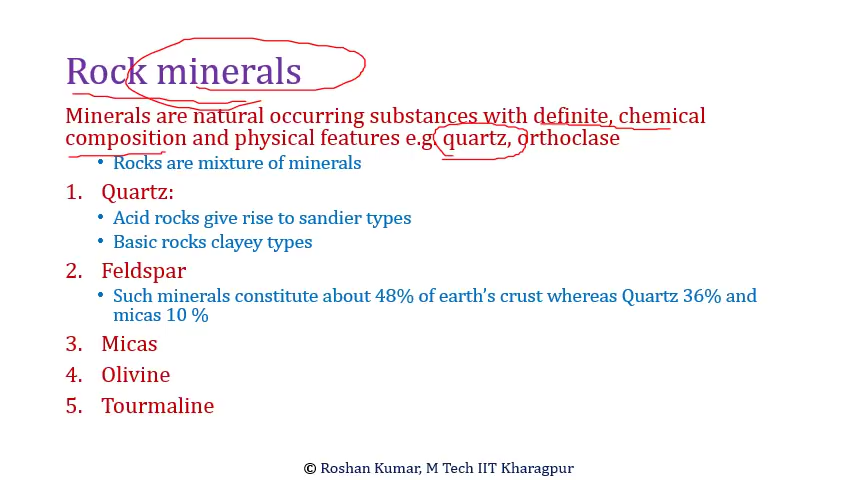 Rock minerals
Minerals are natural occurring substances with definite, chemical
composition and physical features e.g. quartz, orthoclase
• Rocks are mixture of minerals
1. Quartz:
• Acid rocks give rise to sandier types
• Basic rocks clayey types
2. Feldspar
• Such minerals constitute about 48% of earth's crust whereas Quartz 36% and
micas 10 %
3. Micas
4. Olivine
5. Tourmaline
© Roshan Kumar, M Tech IIT Kharagpur